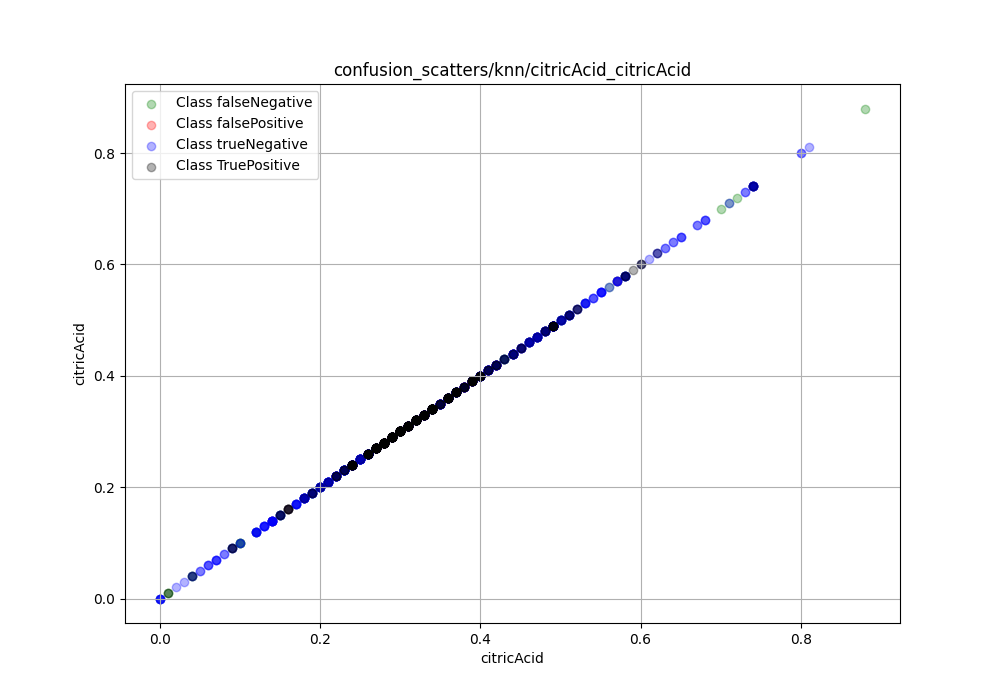 confusion_scatters/knn/citricAcid_citricAcid
Class falseNegative
Class falsePositive
Class trueNegative
Class TruePositive
citricAcid
0.8
0.6
0.4
0.2
0.0
0.0 0.2 0.4 0.6 0.8
citricAcid